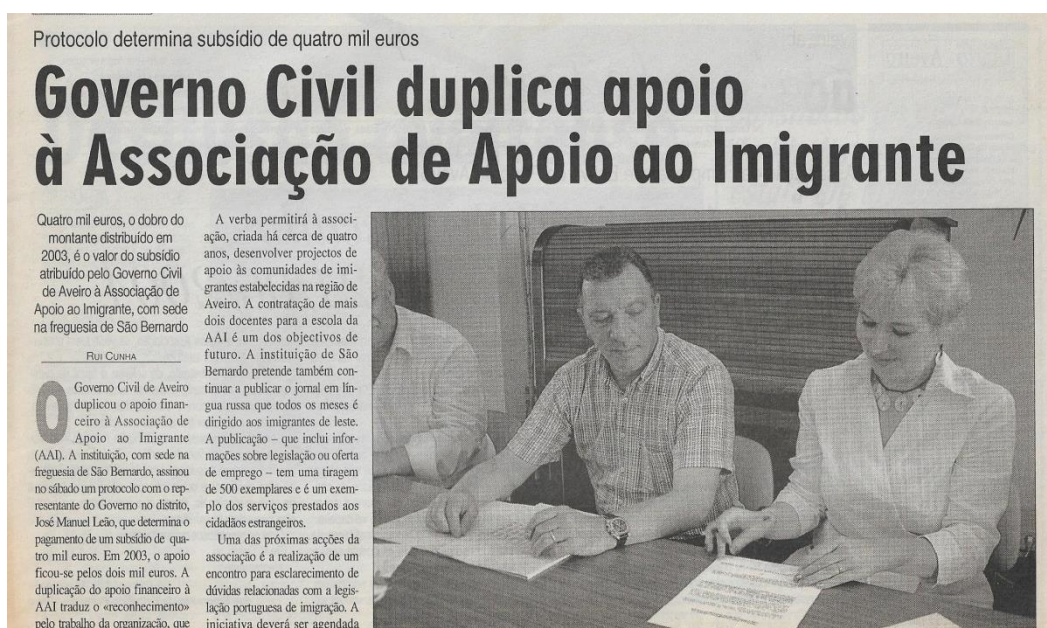 Protocolo determina subsídio de quatro mil euros
Governo Civil duplica apoio
à Associação de Apoio ao Imigrante
Quatro mil euros, o dobro do
montante distribuído em
2003, é o valor do subsídio
atribuído pelo Governo Civil
de Aveiro à Associação de
Apoio ao Imigrante, com sede
na freguesia de São Bernardo
RUI CUNHA
O Governo Civil de Aveiro
duplicou o apoio finan-
ceiro à Associação de
Apoio ao Imigrante
(AAI). A instituição, com sede na
freguesia de São Bernardo, assinou
no sábado um protocolo com o rep-
resentante do Governo no distrito,
José Manuel Leão, que determina o
pagamento de um subsídio de qua-
tro mil euros. Em 2003, o apoio
ficou-se pelos dois mil euros. A
duplicação do apoio financeiro à
AAI traduz o «reconhecimento»
pelo trabalho da organização, que
A verba permitirá à associ-
ação, criada há cerca de quatro
anos, desenvolver projectos de
apoio às comunidades de imi-
grantes estabelecidas na região de
Aveiro. A contratação de mais
dois docentes para a escola da
AAI é um dos objectivos de
futuro. A instituição de São
Bernardo pretende também con-
tinuar a publicar o jornal em lín-
gua russa que todos os meses é
dirigido aos imigrantes de leste.
A publicação – que inclui infor-
mações sobre legislação ou oferta
de emprego – tem uma tiragem
de 500 exemplares e é um exem-
plo dos serviços prestados aos
cidadãos estrangeiros.
Uma das próximas acções da
associação é a realização de um
encontro para esclarecimento de
dúvidas relacionadas com a legis-
lação portuguesa de imigração. A
iniciativa deverá ser agendada